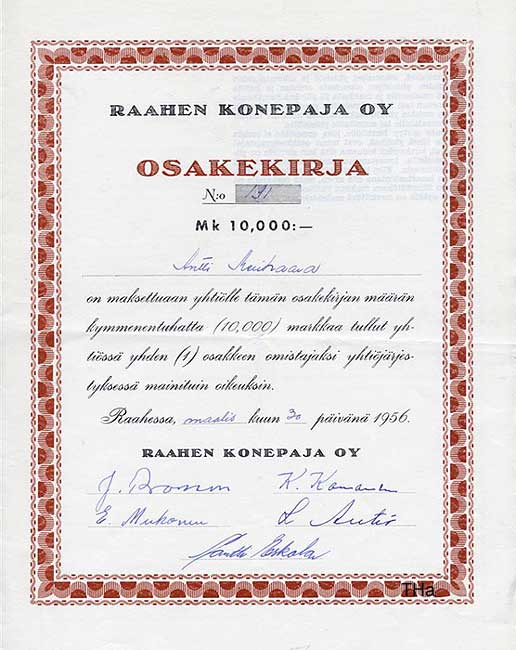 RAAHEN KONEPAJA OY
OSAKEKIRJA
N:o 191
Mk 10,000:—
Antti
on maksettuaan yhtiölle tämän osakekirjan määrän
kymmenentuhatta (10,000) markkaa tullut yh-
tiössä yhden (1) osakkeen omistajaksi yhtiöjärjes-
tyksessä mainituin oikeuksin.
Raahessa, maalis kuun 30 päivänä 1956.
RAAHEN KONEPAJA OY
J. K.
E. L
THa